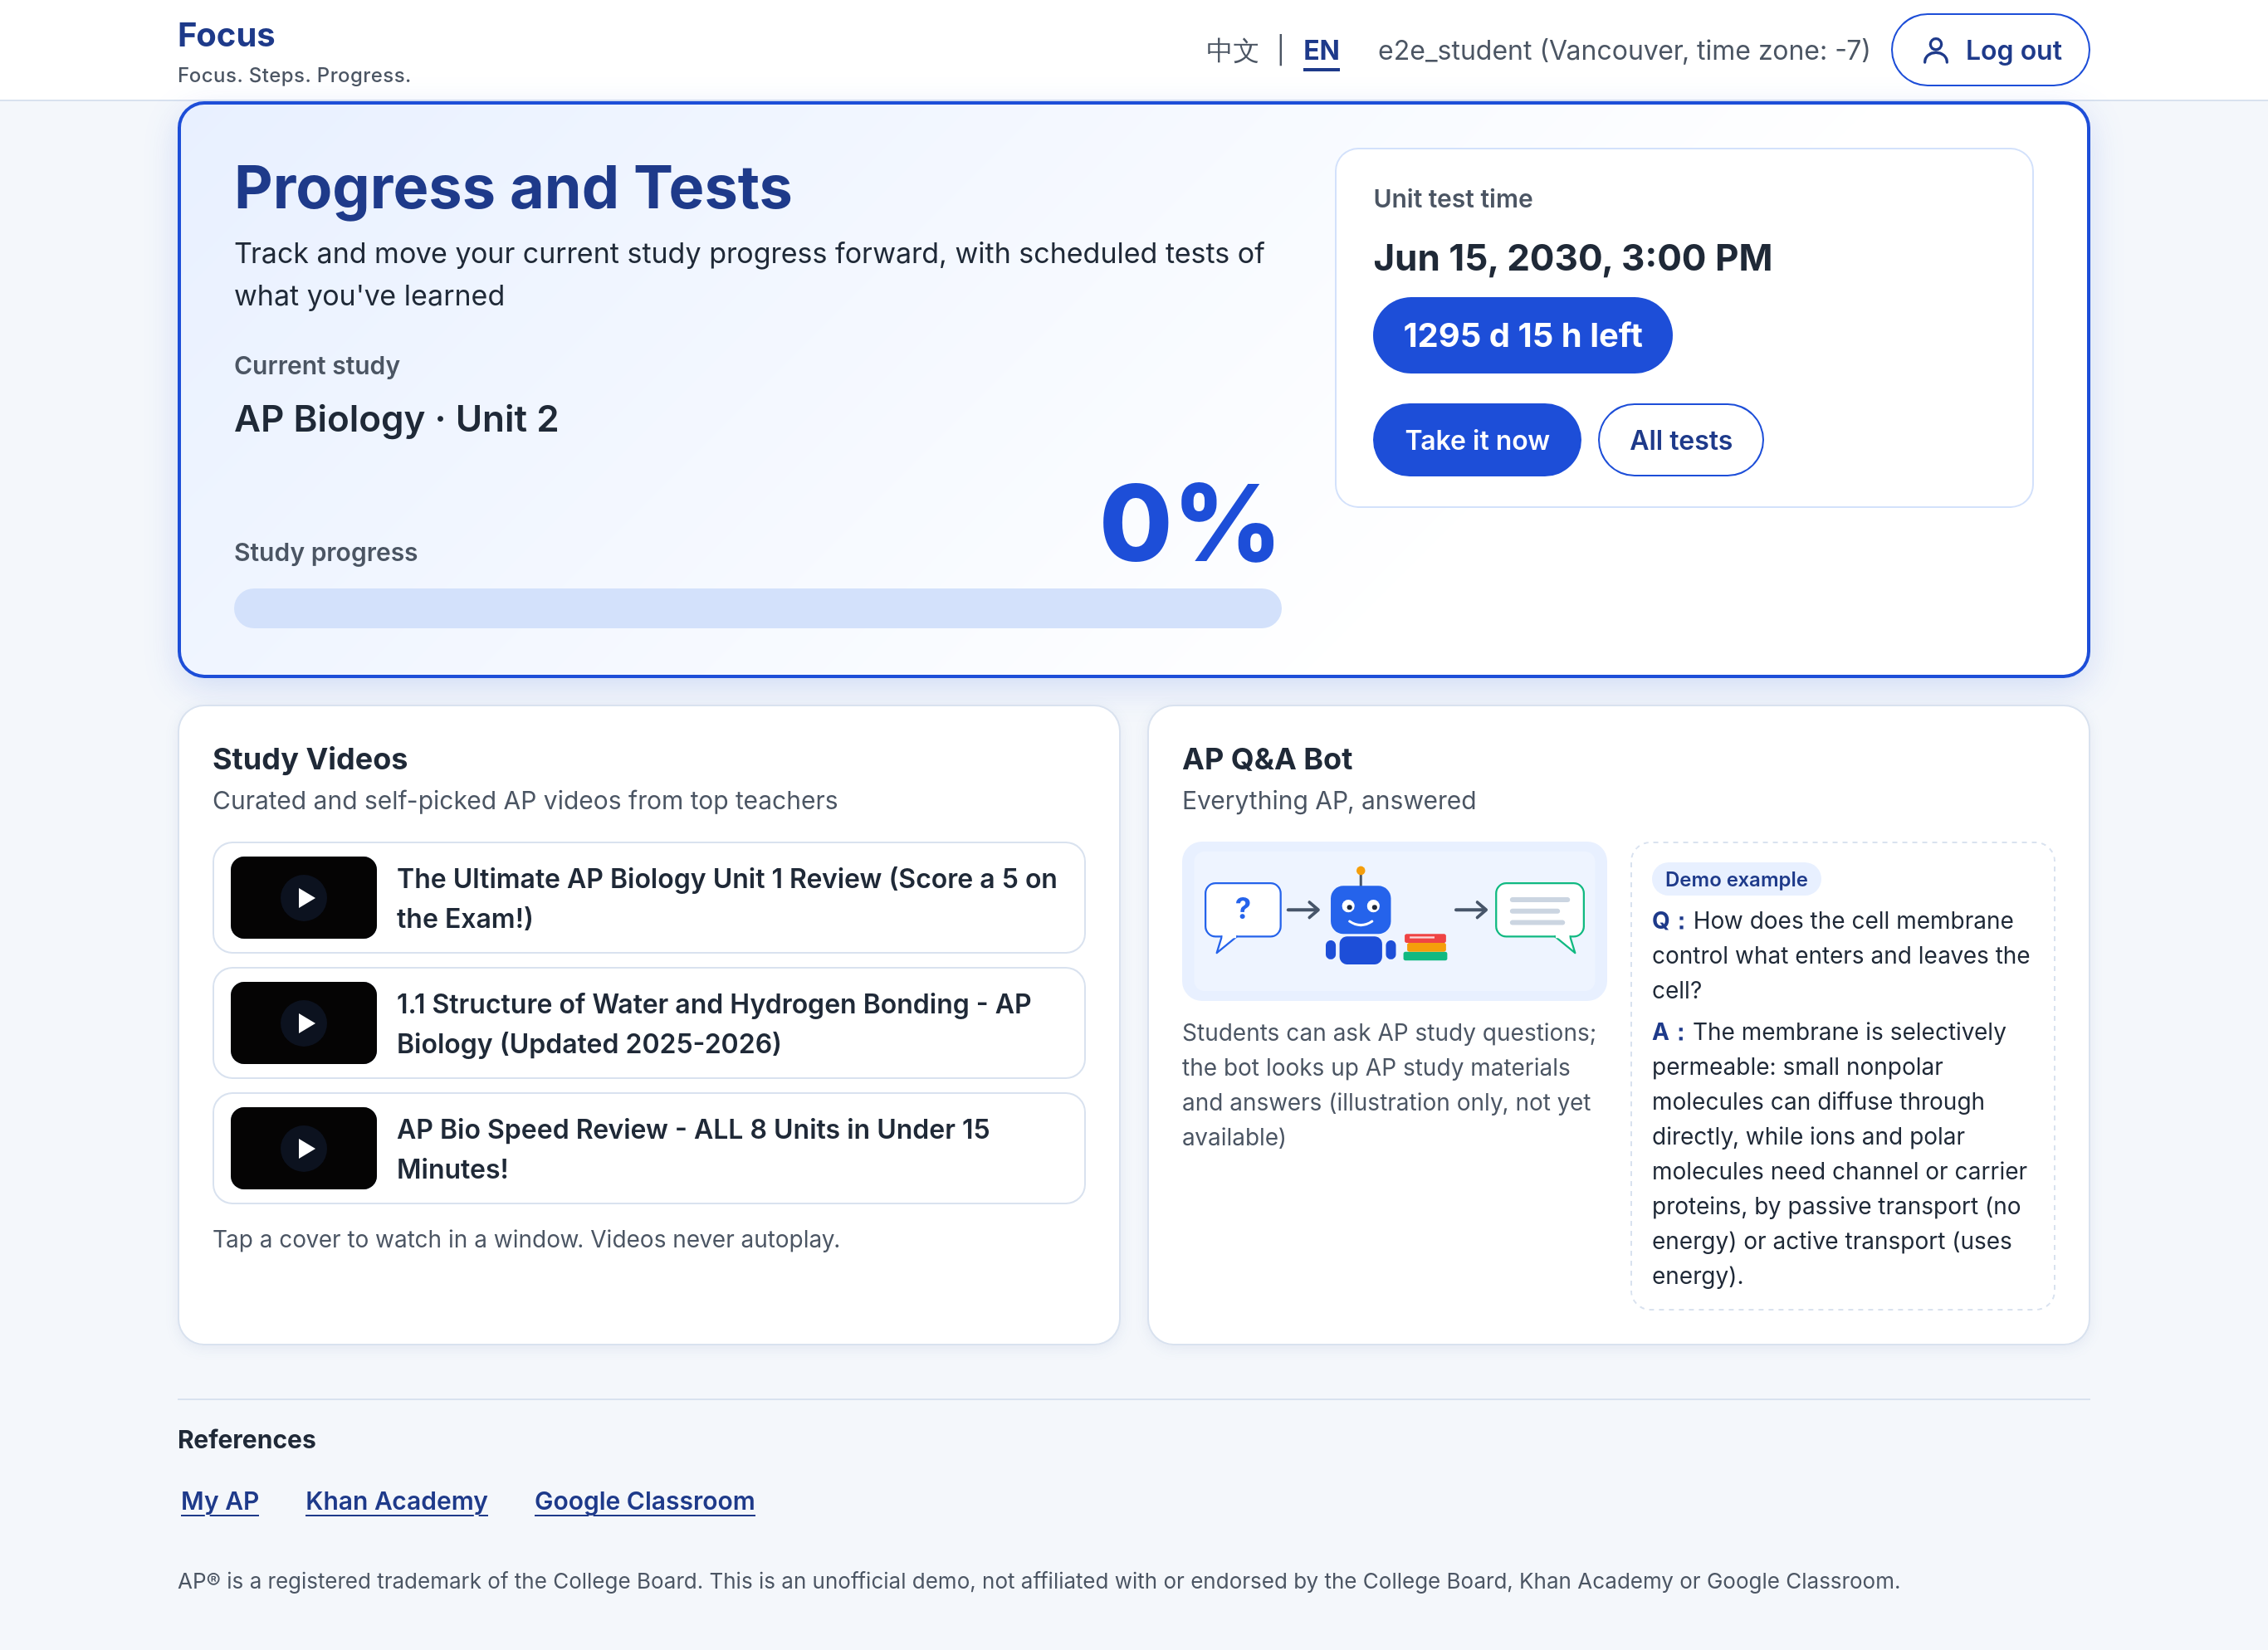 Focus
Focus. Steps. Progress.
中文 | EN
e2e_student (Vancouver, time zone: -7)
Log out
Progress and Tests
Track and move your current study progress forward, with scheduled tests of
what you've learned
Current study
AP Biology · Unit 2
Study progress
0%
Unit test time
Jun 15, 2030, 3:00 PM
1295 d 15 h left
Take it now
All tests
Study Videos
Curated and self-picked AP videos from top teachers
The Ultimate AP Biology Unit 1 Review (Score a 5 on
the Exam!)
1.1 Structure of Water and Hydrogen Bonding - AP
Biology (Updated 2025-2026)
AP Bio Speed Review - ALL 8 Units in Under 15
Minutes!
Tap a cover to watch in a window. Videos never autoplay.
AP Q&A Bot
Everything AP, answered
?
Students can ask AP study questions;
the bot looks up AP study materials
and answers (illustration only, not yet
available)
Demo example
Q : How does the cell membrane
control what enters and leaves the
cell?
A : The membrane is selectively
permeable: small nonpolar
molecules can diffuse through
directly, while ions and polar
molecules need channel or carrier
proteins, by passive transport (no
energy) or active transport (uses
energy).
References
My AP
Khan Academy
Google Classroom
AP® is a registered trademark of the College Board. This is an unofficial demo, not affiliated with or endorsed by the College Board, Khan Academy or Google Classroom.